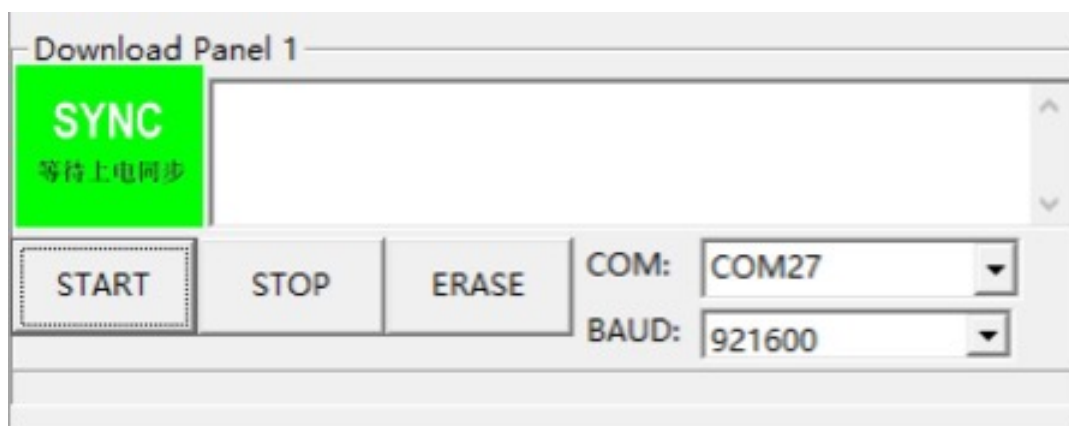 Download Panel 1
SYNC
等待上电同步
START
STOP
ERASE
COM:
COM27
BAUD:
921600